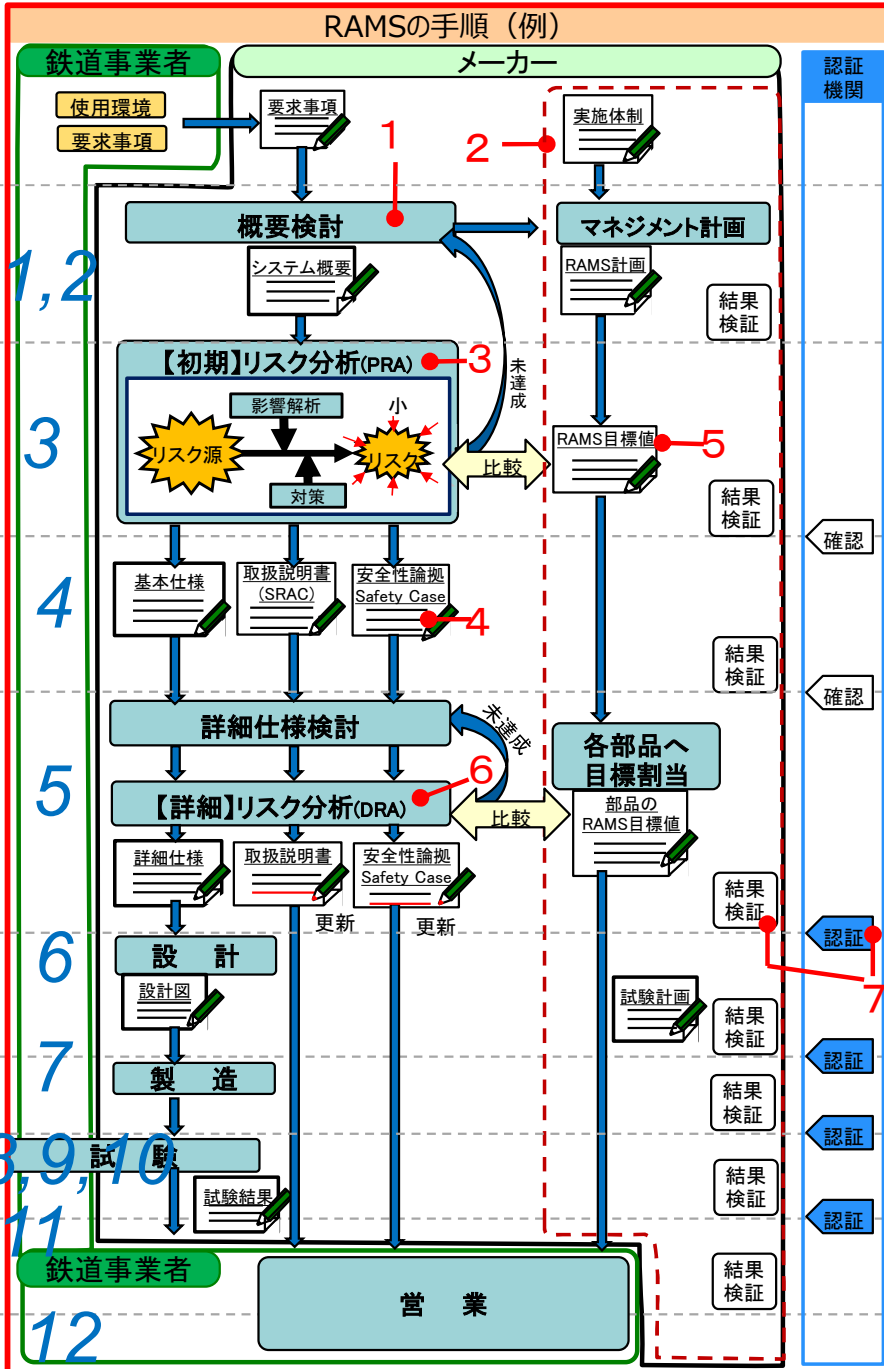 RAMSの手順（例）
鉄道事業者
メーカー
認証
機関
使用環境
要求事項
要求事項
実施体制
1
2
概要検討
マネジメント計画
1,2
システム概要
RAMS計画
結果
検証
【初期】リスク分析(PRA)
3
未達成
影響解析
小
3
リスク源
リスク
対策
比較
RAMS目標値
5
結果
検証
確認
4
基本仕様
取扱説明書
(SRAC)
安全性論拠
Safety Case
4
結果
検証
確認
詳細仕様検討
未達成
各部品へ
目標割当
5
【詳細】リスク分析(DRA)
6
比較
部品の
RAMS目標値
詳細仕様
取扱説明書
安全性論拠
Safety Case
更新
更新
結果
検証
認証
7
6
設　計
設計図
試験計画
結果
検証
認証
7
製　造
結果
検証
認証
8,9,10
試　験
試験結果
結果
検証
認証
11
鉄道事業者
営　業
結果
検証
12